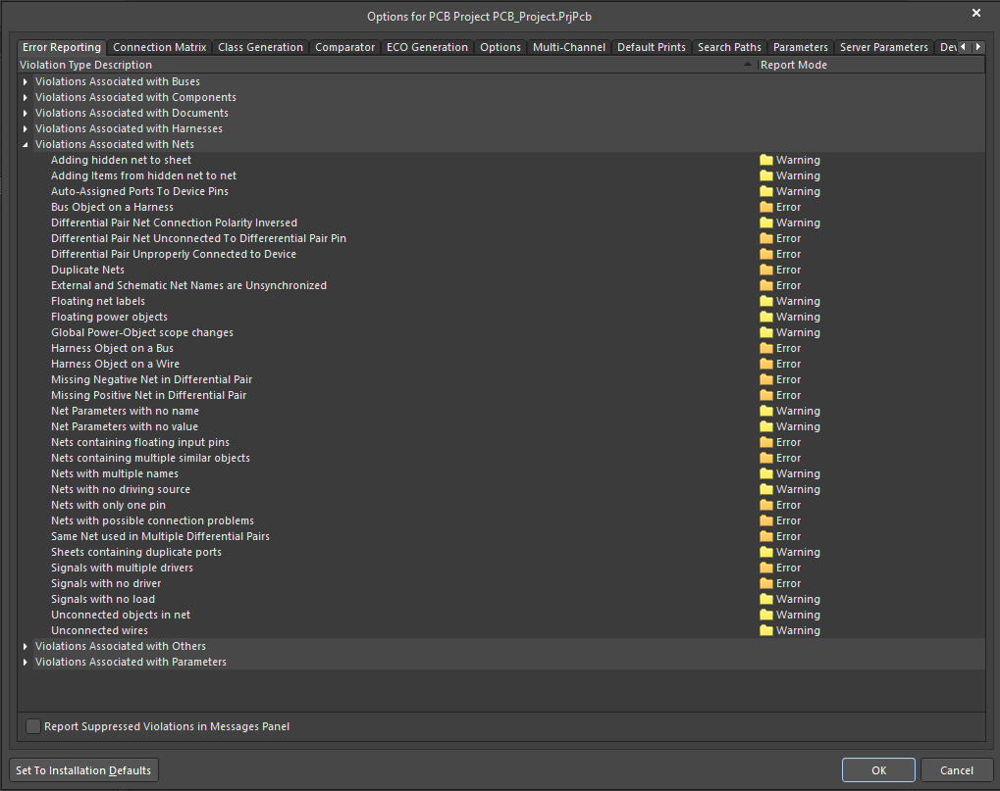 Options for PCB Project PCB_Project.PrjPcb
Error Reporting Connection Matrix Class Generation Comparator ECO Generation Options Multi-Channel Default Prints Search Paths Parameters Server Parameters
Violation Type Description Report Mode
Violations Associated with Buses
Violations Associated with Components
Violations Associated with Documents
Violations Associated with Harnesses
Violations Associated with Nets
Adding hidden net to sheet Warning
Adding Items from hidden net to net Warning
Auto-Assigned Ports To Device Pins Warning
Bus Object on a Harness Error
Differential Pair Net Connection Polarity Inversed Warning
Differential Pair Net Unconnected To Differerential Pair Pin Error
Differential Pair Unproperly Connected to Device Error
Duplicate Nets Error
External and Schematic Net Names are Unsynchronized Error
Floating net labels Warning
Floating power objects Warning
Global Power-Object scope changes Warning
Harness Object on a Bus Error
Harness Object on a Wire Error
Missing Negative Net in Differential Pair Error
Missing Positive Net in Differential Pair Error
Net Parameters with no name Warning
Net Parameters with no value Warning
Nets containing floating input pins Error
Nets containing multiple similar objects Error
Nets with multiple names Warning
Nets with no driving source Warning
Nets with only one pin Error
Nets with possible connection problems Error
Same Net used in Multiple Differential Pairs Error
Sheets containing duplicate ports Warning
Signals with multiple drivers Error
Signals with no driver Error
Signals with no load Warning
Unconnected objects in net Warning
Unconnected wires Warning
Violations Associated with Others
Violations Associated with Parameters
Report Suppressed Violations in Messages Panel
Set To Installation Defaults OK Cancel